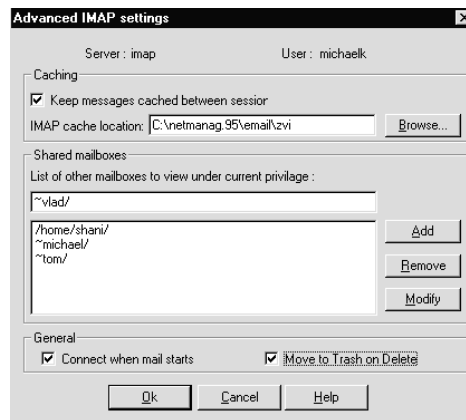 Advanced IMAP settings
Server : imap User : michaelk
Caching
Keep messages cached between session
IMAP cache location: C:\netmanag.95\email\zvi Browse...
Shared mailboxes
List of other mailboxes to view under current privilage :
~vlad/
/home/shani/ Add
~michael/
~tom/
Remove
Modify
General
Connect when mail starts Move to Trash on Delete
Ok Cancel Help